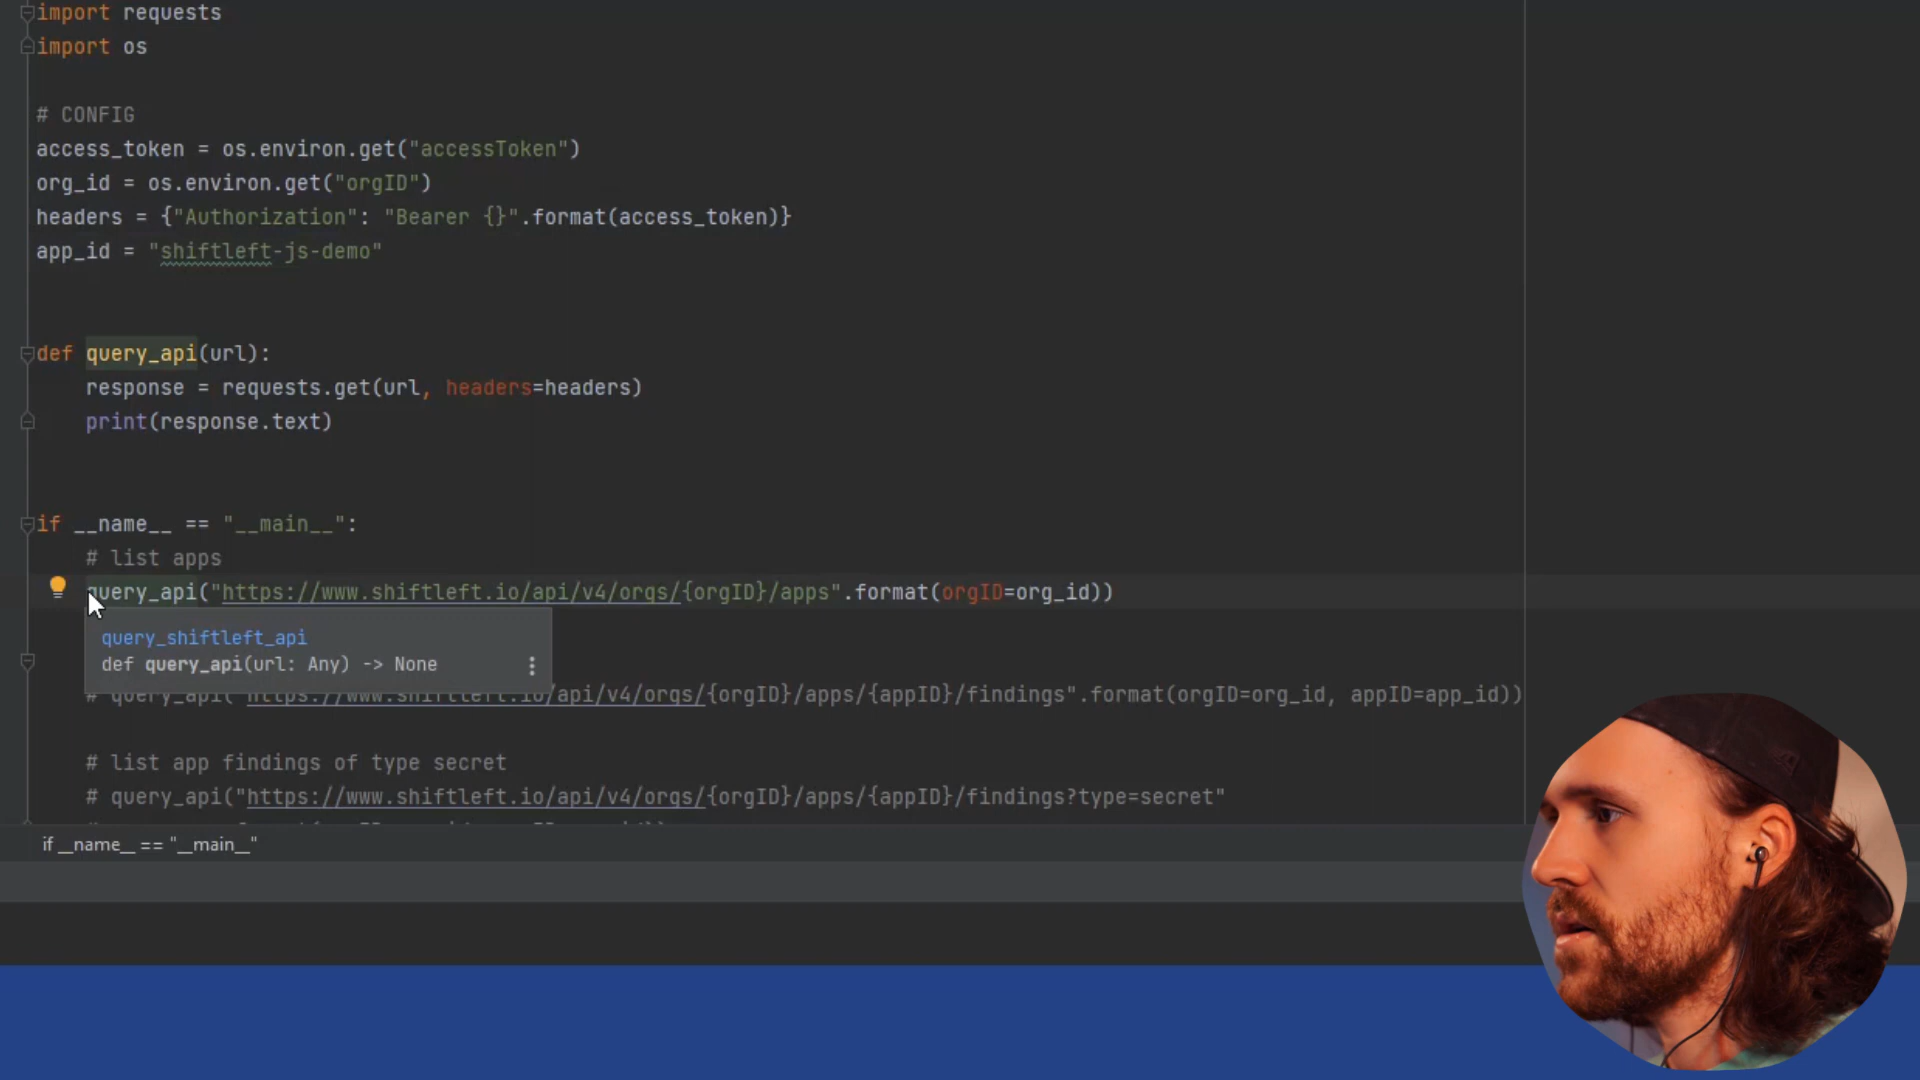 import requests
import os
# CONFIG
access_token = os.environ.get("accessToken")
org_id = os.environ.get("orgID")
headers = {"Authorization": "Bearer {}".format(access_token)}
app_id = "shiftleft-js-demo"
def query_api(url):
response = requests.get(url, headers=headers)
print(response.text)
if __name__ == "__main__":
# list apps
query_api("https://www.shiftleft.io/api/v4/orgs/{orgID}/apps".format(orgID=org_id))
query_shiftleft_api
def query_api(url: Any) -> None
# query_api("https://www.shiftleft.io/api/v4/orgs/{orgID}/apps/{appID}/findings".format(orgID=org_id, appID=app_id))
# list app findings of type secret
# query_api("https://www.shiftleft.io/api/v4/orgs/{orgID}/apps/{appID}/findings?type=secret"
if __name__ == "__main__"